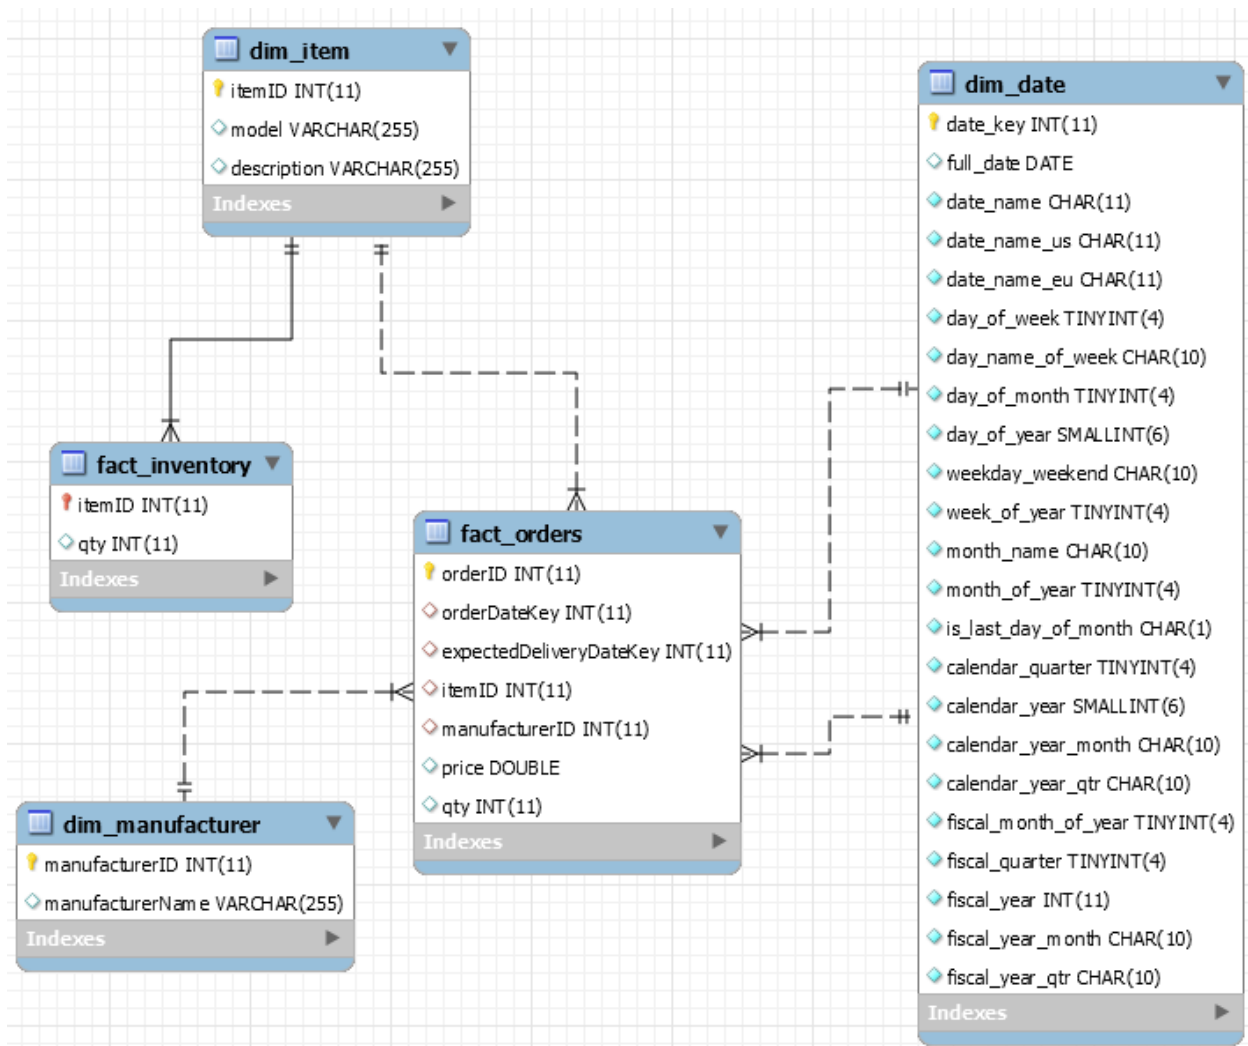 dim_item
itemID INT(11)
model VARCHAR(255)
description VARCHAR(255)
Indexes
dim_date
date_key INT(11)
full_date DATE
date_name CHAR(11)
date_name_us CHAR(11)
date_name_eu CHAR(11)
day_of_week TINYINT(4)
day_name_of_week CHAR(10)
day_of_month TINYINT(4)
day_of_year SMALLINT(6)
weekday_weekend CHAR(10)
week_of_year TINYINT(4)
month_name CHAR(10)
month_of_year TINYINT(4)
is_last_day_of_month CHAR(1)
calendar_quarter TINYINT(4)
calendar_year SMALLINT(6)
calendar_year_month CHAR(10)
calendar_year_qtr CHAR(10)
fiscal_month_of_year TINYINT(4)
fiscal_quarter TINYINT(4)
fiscal_year INT(11)
fiscal_year_month CHAR(10)
fiscal_year_qtr CHAR(10)
Indexes
fact_inventory
itemID INT(11)
qty INT(11)
Indexes
fact_orders
orderID INT(11)
orderDateKey INT(11)
expectedDeliveryDateKey INT(11)
itemID INT(11)
manufacturerID INT(11)
price DOUBLE
qty INT(11)
Indexes
dim_manufacturer
manufacturerID INT(11)
manufacturerName VARCHAR(255)
Indexes